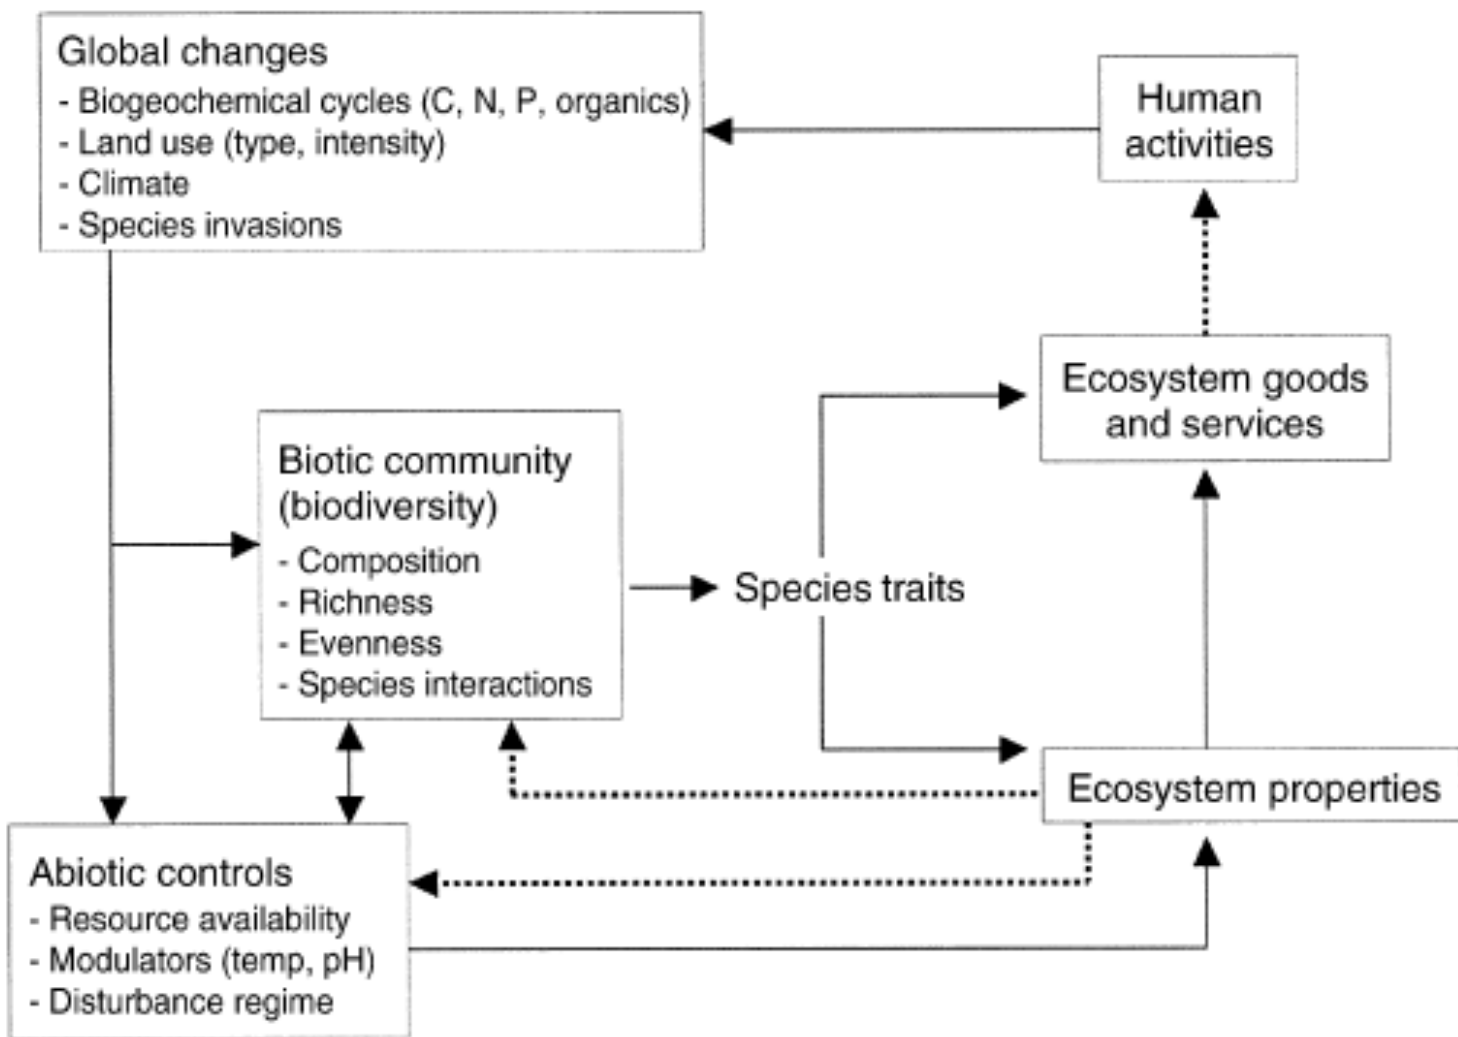 Global changes
- Biogeochemical cycles (C, N, P, organics)
- Land use (type, intensity)
- Climate
- Species invasions
Human
activities
Ecosystem goods
and services
Biotic community
(biodiversity)
- Composition
- Richness
- Evenness
- Species interactions
Species traits
Ecosystem properties
Abiotic controls
- Resource availability
- Modulators (temp, pH)
- Disturbance regime